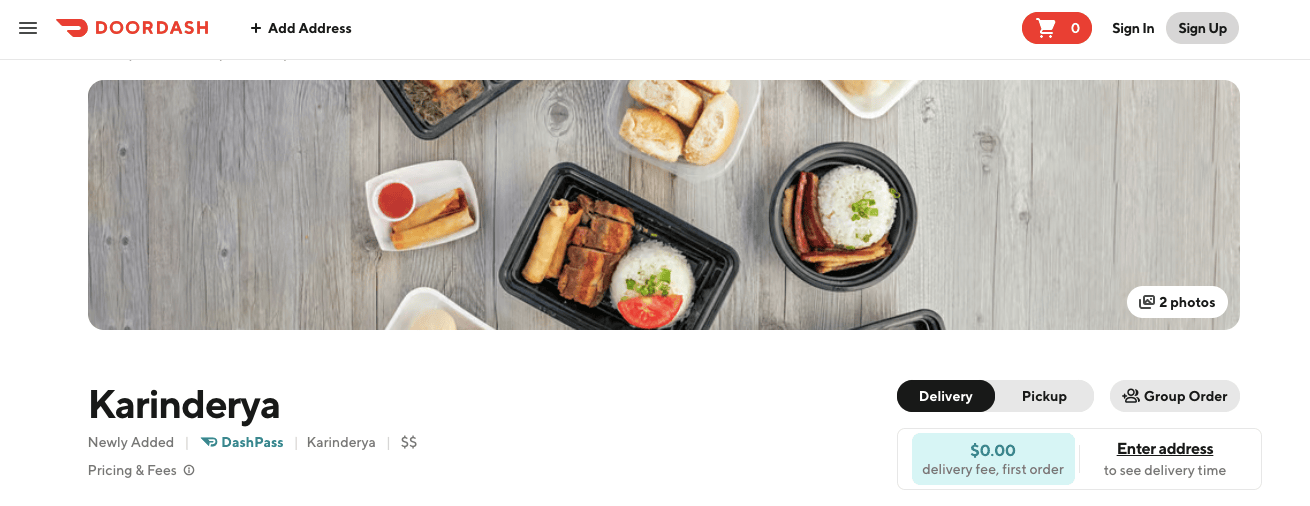 DOORDASH
+ Add Address
0
Sign In
Sign Up
2 photos
Karinderya
Newly Added | DashPass | Karinderya | $$
Pricing & Fees
Delivery
Pickup
Group Order
$0.00
delivery fee, first order
Enter address
to see delivery time